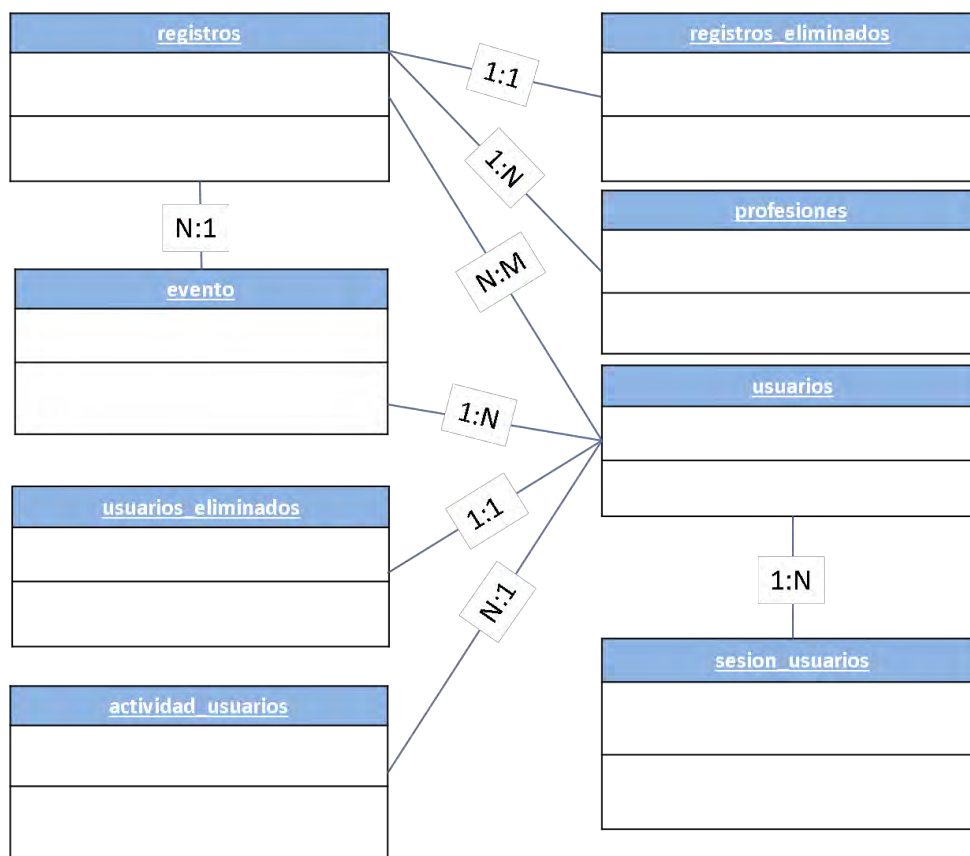 registros
registros_eliminados
1:1
1:N
profesiones
N:1
N:M
evento
usuarios
1:N
usuarios_eliminados
1:1
1:N
N:1
sesion_usuarios
actividad_usuarios